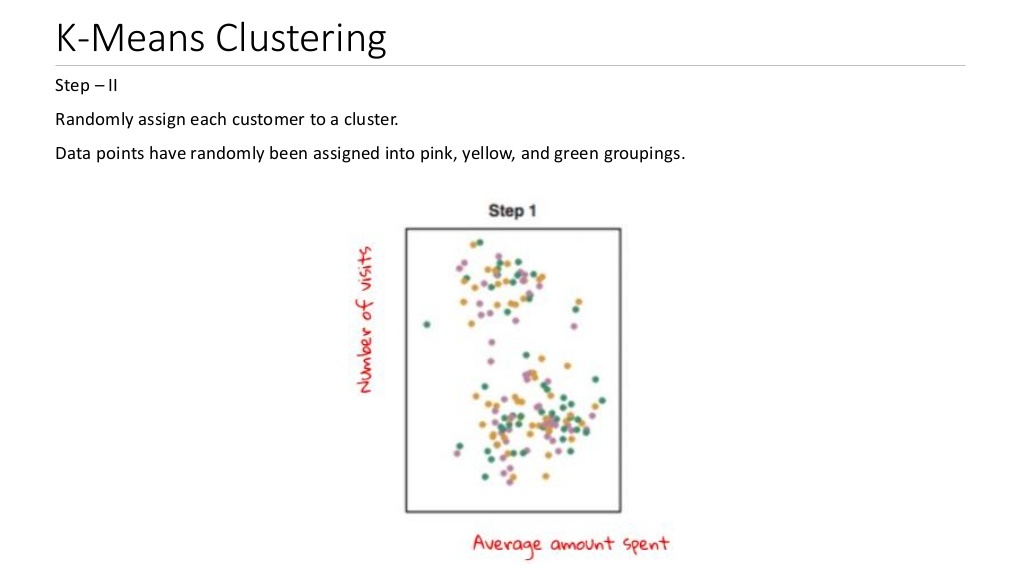 K-Means Clustering
Step – II
Randomly assign each customer to a cluster.
Data points have randomly been assigned into pink, yellow, and green groupings.
Step 1
Number of visits
Average amount spent